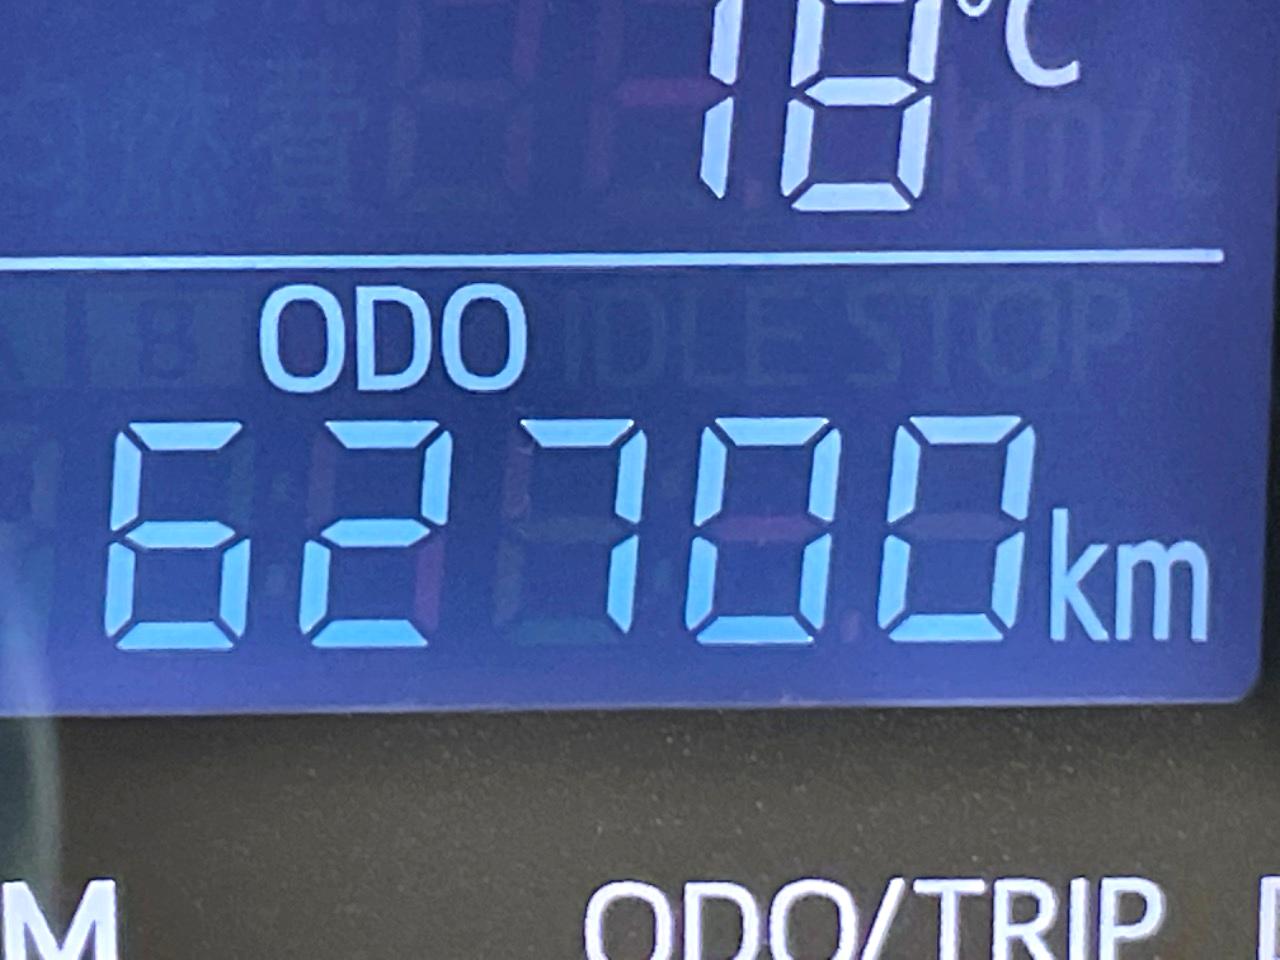 18°C
ODO
62700km
M ODO/TRIP